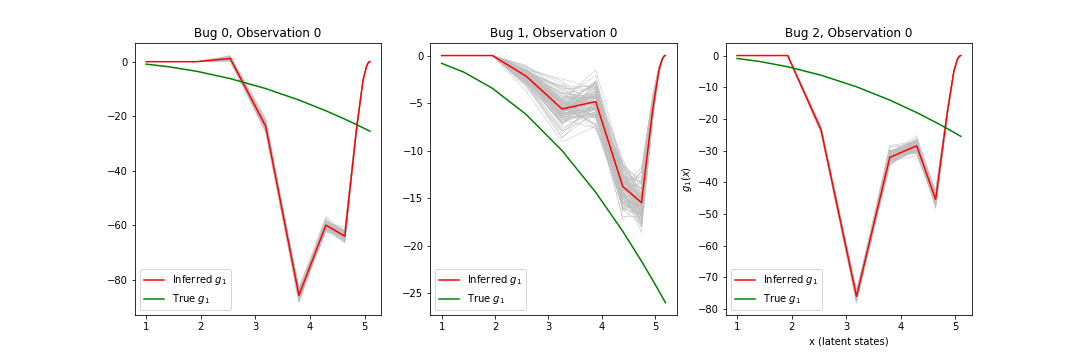 Bug 0, Observation 0
0
−20
−40
−60
−80
1 2 3 4 5
Inferred g₁
True g₁
Bug 1, Observation 0
0
−5
−10
−15
−20
−25
1 2 3 4 5
Inferred g₁
True g₁
Bug 2, Observation 0
g₁(x)
0
−10
−20
−30
−40
−50
−60
−70
−80
1 2 3 4 5
x (latent states)
Inferred g₁
True g₁